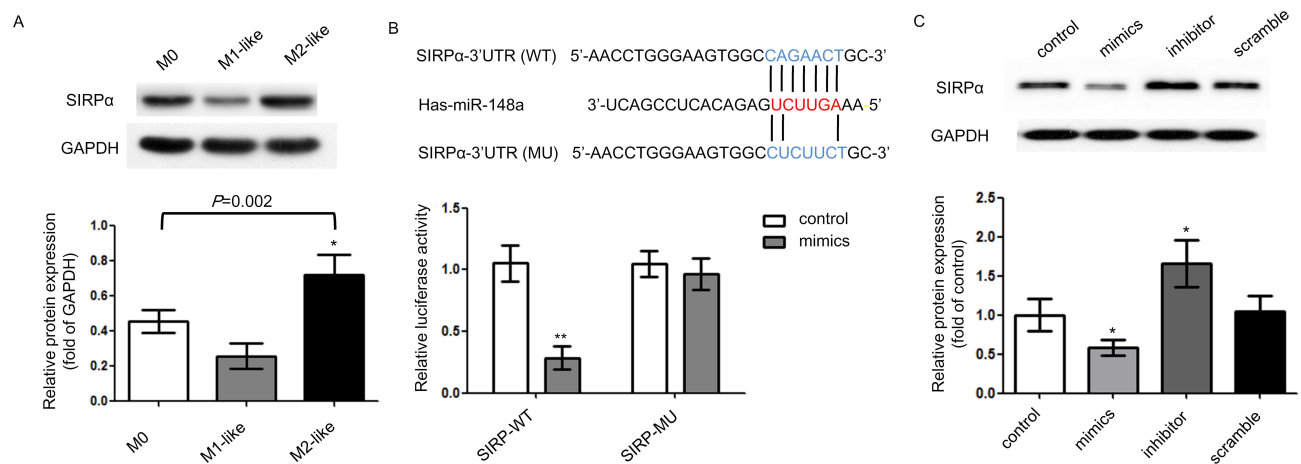 A
M0 M1-like M2-like
SIRPα
GAPDH
P=0.002
*
Relative protein expression
(fold of GAPDH)
1.0
0.8
0.6
0.4
0.2
0.0
M0 M1-like M2-like
B
SIRPα-3'UTR (WT) 5'-AACCTGGGAAGTGGCCAGAACTGC-3'
Has-miR-148a 3'-UCAGCCUCACAGAGUCUUGAAA-5'
SIRPα-3'UTR (MU) 5'-AACCTGGGAAGTGGCCUCUUCTGC-3'
Relative luciferase activity
1.5
1.0
0.5
0.0
**
control
mimics
SIRP-WT SIRP-MU
C
control mimics inhibitor scramble
SIRPα
GAPDH
Relative protein expression
(fold of control)
2.5
2.0
1.5
1.0
0.5
0.0
*
*
control mimics inhibitor scramble